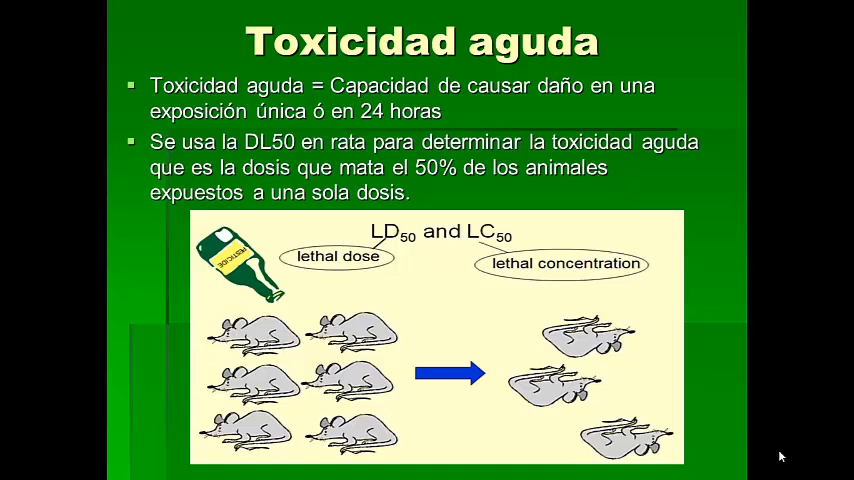 Toxicidad aguda
Toxicidad aguda = Capacidad de causar daño en una
exposición única ó en 24 horas
Se usa la DL50 en rata para determinar la toxicidad aguda
que es la dosis que mata el 50% de los animales
expuestos a una sola dosis.
LD50 and LC50
lethal dose
lethal concentration
PESTICIDE